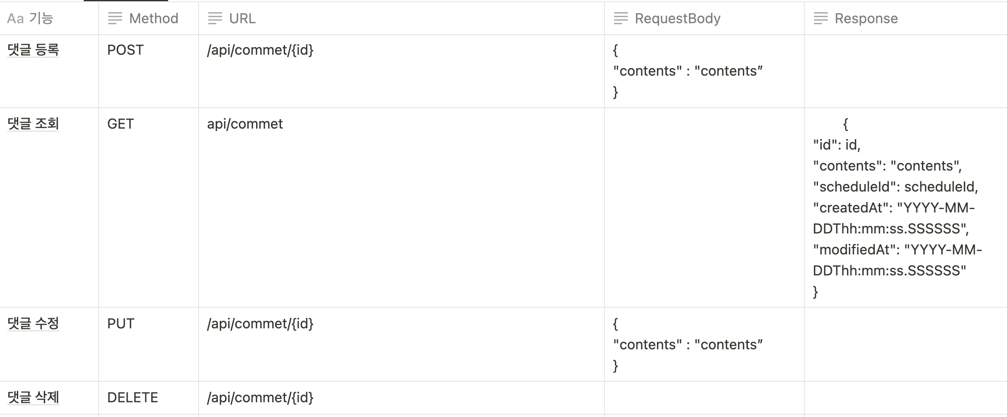 Aa 기능 Method URL RequestBody Response
댓글 등록 POST /api/commet/{id} {
"contents" : "contents”
}
댓글 조회 GET api/commet {
"id": id,
"contents": "contents",
"scheduleId": scheduleId,
"createdAt": "YYYY-MM-
DDThh:mm:ss.SSSSSS",
"modifiedAt": "YYYY-MM-
DDThh:mm:ss.SSSSSS"
}
댓글 수정 PUT /api/commet/{id} {
"contents" : "contents”
}
댓글 삭제 DELETE /api/commet/{id}